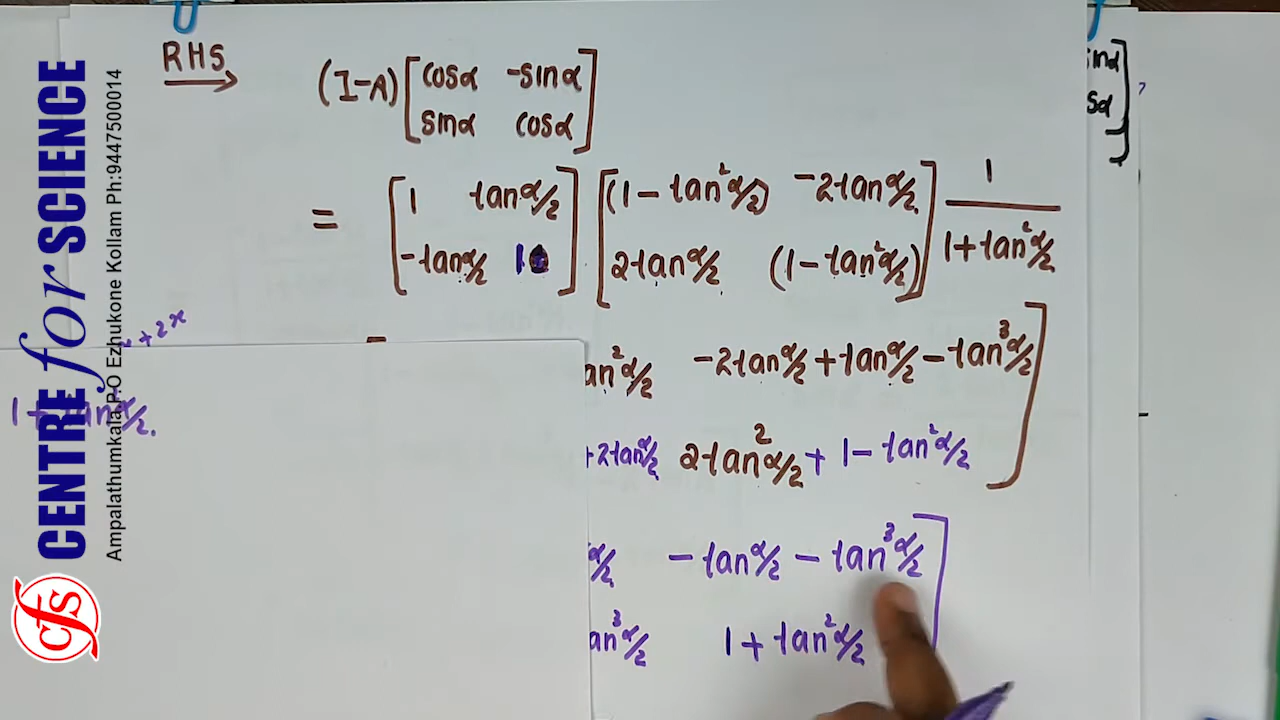 RHS
(I-A) [cosα -sinα
sinα cosα]
= [1 tanα/2
-tanα/2 1] [(1 - tan²α/2) -2tanα/2
2tanα/2 (1 - tan²α/2)] 1
1 + tan²α/2
an²α/2 -2tanα/2 + tanα/2 - tan³α/2
+2tanα/2 2tan²α/2 + 1 - tan²α/2
α/2 - tanα/2 - tan³α/2
an³α/2 1 + tan²α/2
inα
sα
+ 2x
CENTRE for SCIENCE
Ampalathumkala P.O Ezhukone Kollam Ph:9447500014
cfs